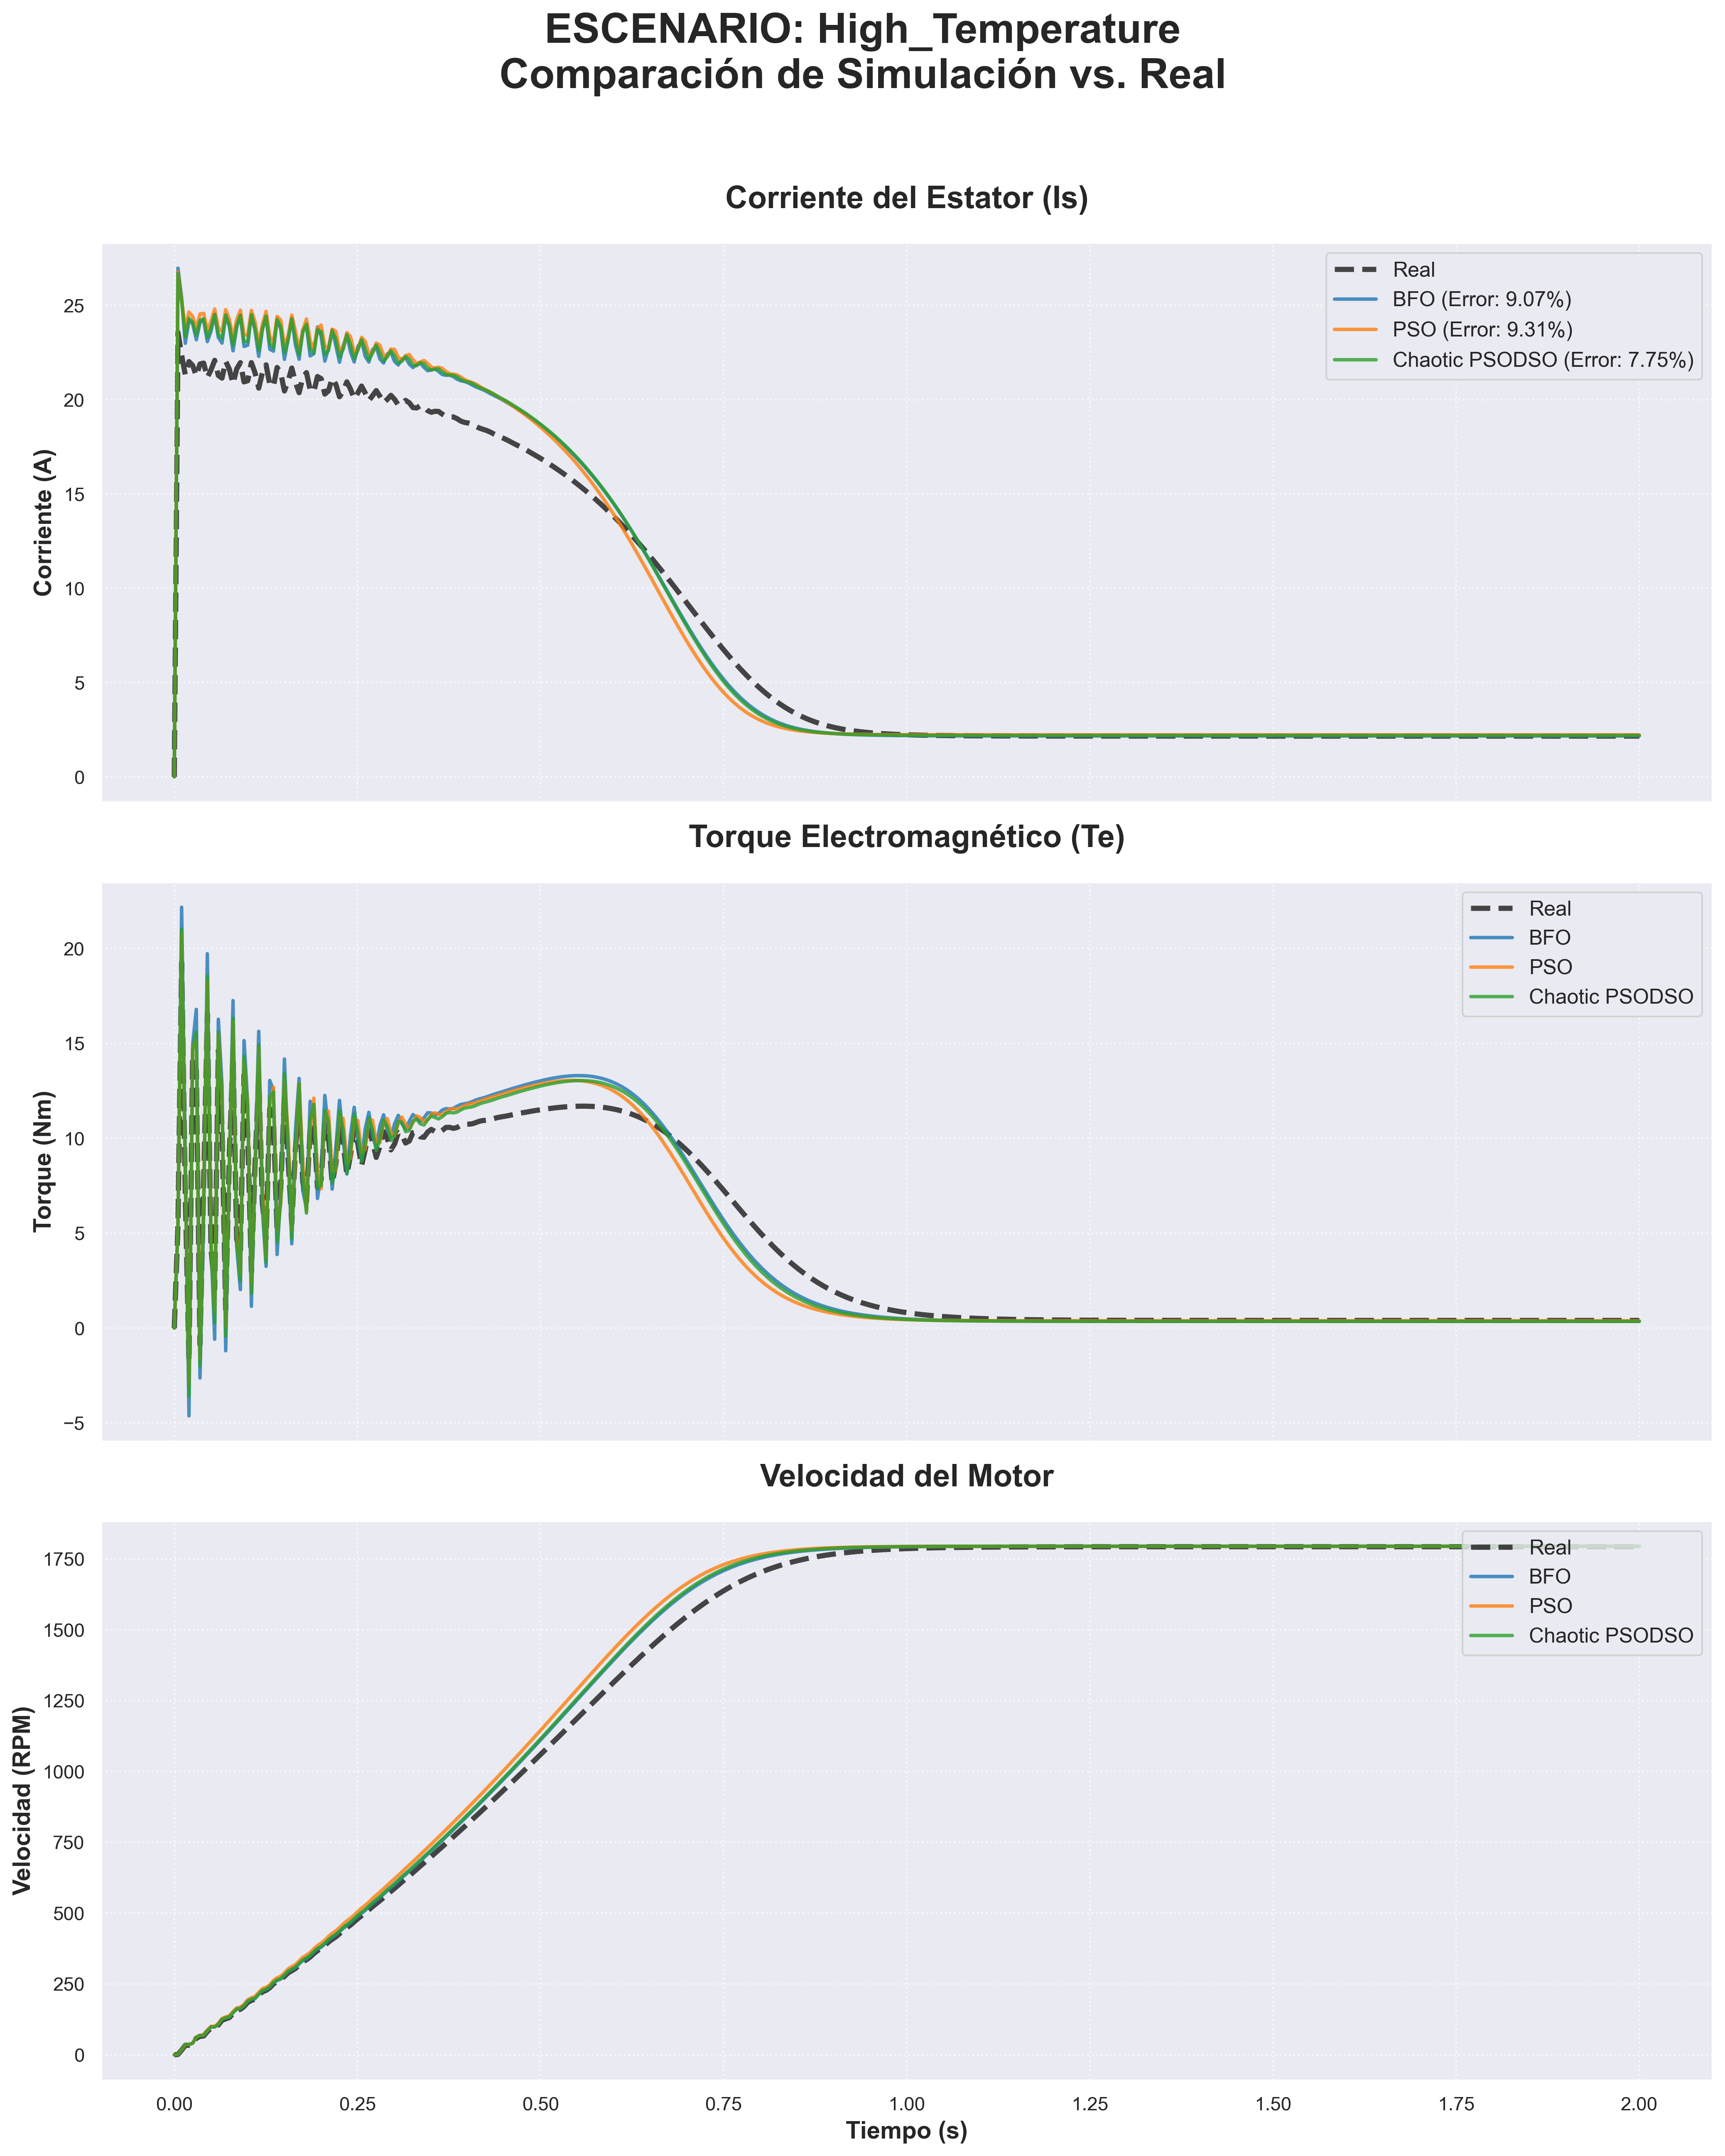 ESCENARIO: High_Temperature
Comparación de Simulación vs. Real
Corriente del Estator (Is)
Corriente (A)
25
20
15
10
5
0
Real
BFO (Error: 9.07%)
PSO (Error: 9.31%)
Chaotic PSODSO (Error: 7.75%)
Torque Electromagnético (Te)
Torque (Nm)
20
15
10
5
0
−5
Real
BFO
PSO
Chaotic PSODSO
Velocidad del Motor
Velocidad (RPM)
1750
1500
1250
1000
750
500
250
0
Real
BFO
PSO
Chaotic PSODSO
0.00
0.25
0.50
0.75
1.00
1.25
1.50
1.75
2.00
Tiempo (s)